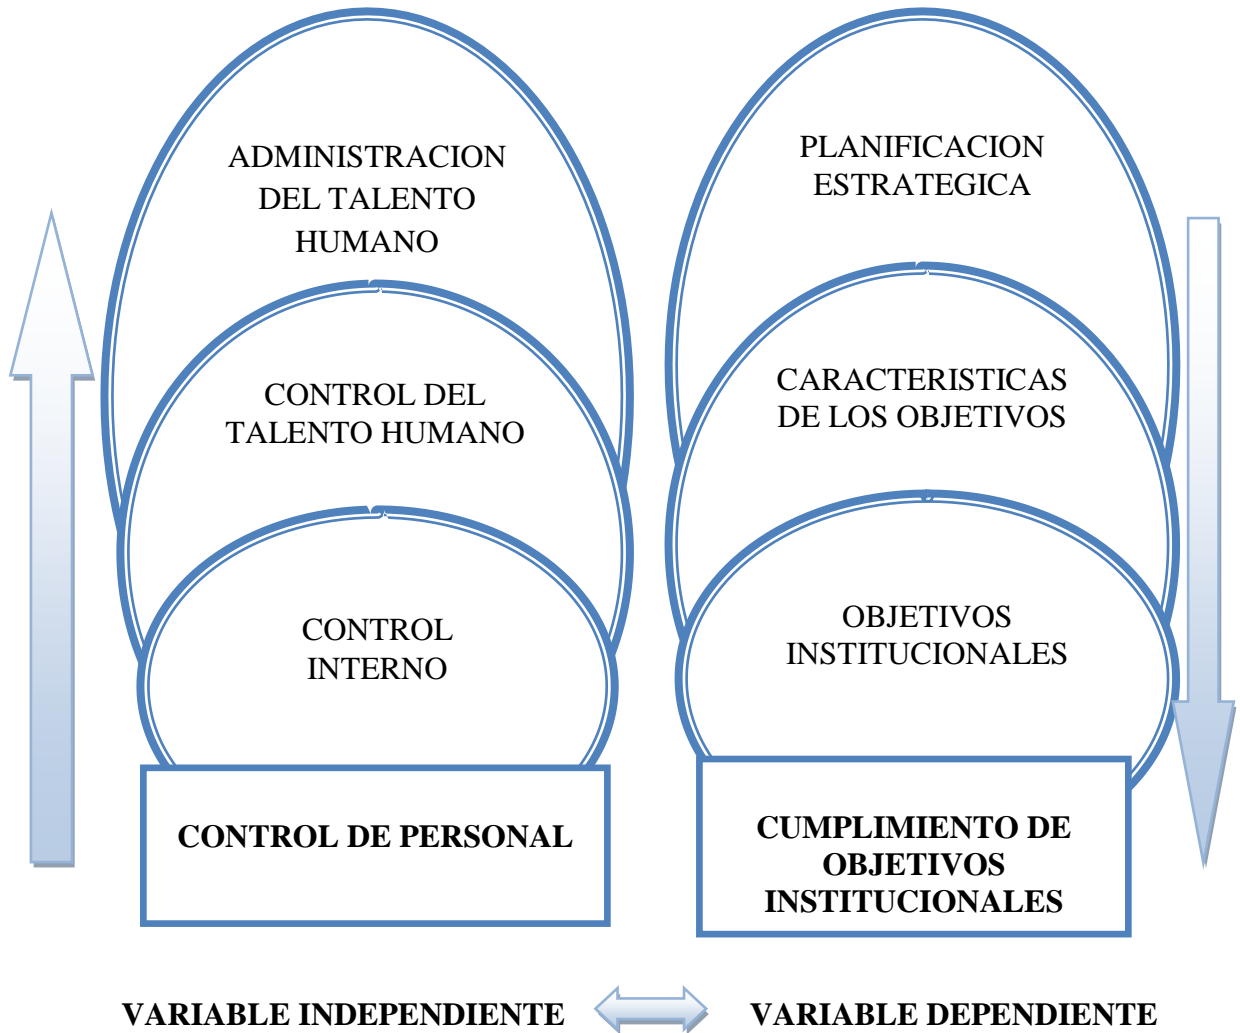 ADMINISTRACION
DEL TALENTO
HUMANO
CONTROL DEL
TALENTO HUMANO
CONTROL
INTERNO
CONTROL DE PERSONAL
PLANIFICACION
ESTRATEGICA
CARACTERISTICAS
DE LOS OBJETIVOS
OBJETIVOS
INSTITUCIONALES
CUMPLIMIENTO DE
OBJETIVOS
INSTITUCIONALES
VARIABLE INDEPENDIENTE
VARIABLE DEPENDIENTE